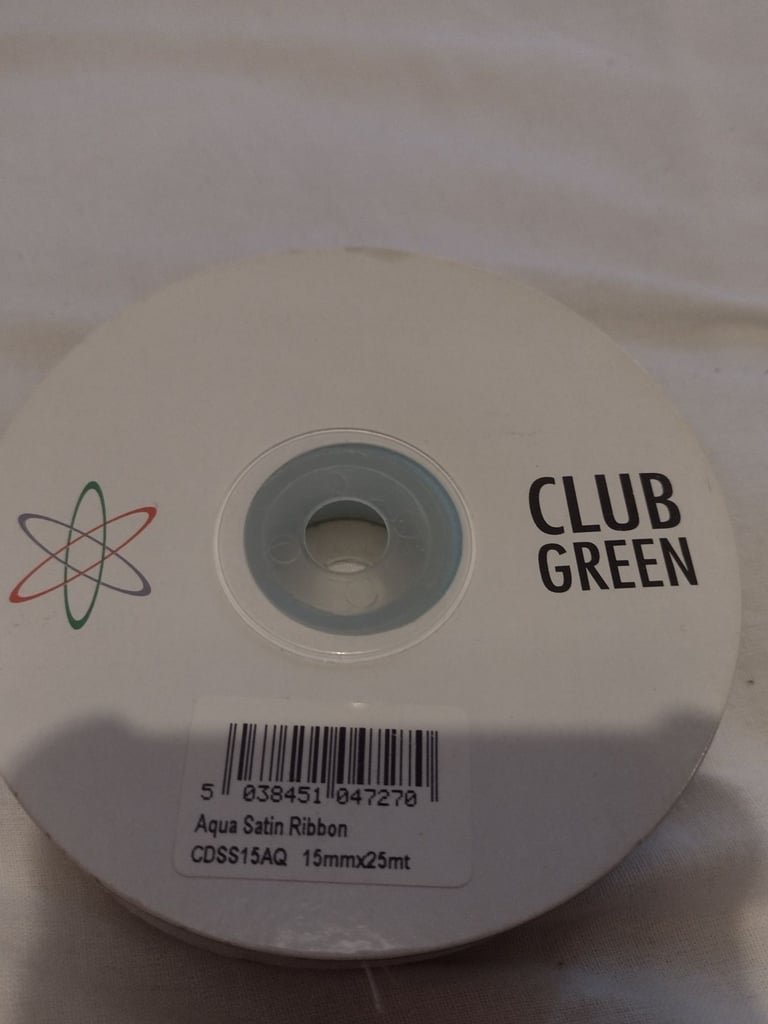 CLUB
GREEN
5 038451 047270
Aqua Satin Ribbon
CDSS15AQ 15mmx25mt